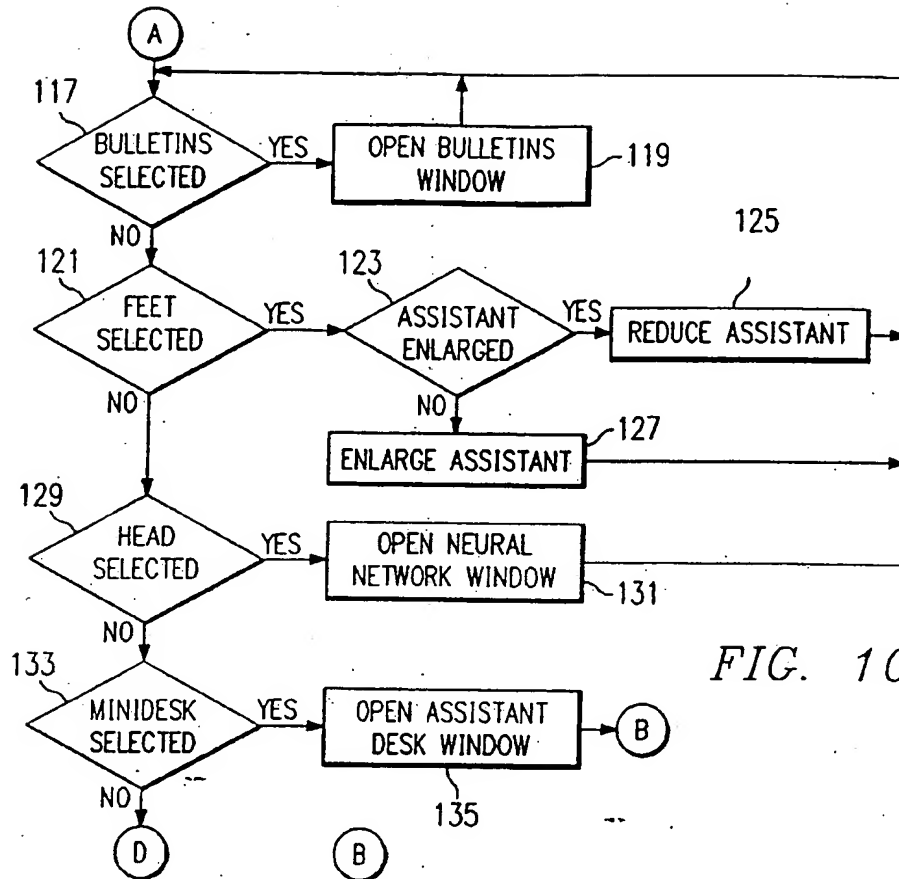 A
117
BULLETINS
SELECTED
YES
OPEN BULLETINS
WINDOW
119
NO
121
FEET
SELECTED
YES
123
ASSISTANT
ENLARGED
YES
125
REDUCE ASSISTANT
NO
NO
127
ENLARGE ASSISTANT
129
HEAD
SELECTED
YES
OPEN NEURAL
NETWORK WINDOW
131
NO
FIG. 10
133
MINIDESK
SELECTED
YES
OPEN ASSISTANT
DESK WINDOW
B
135
NO
D
B